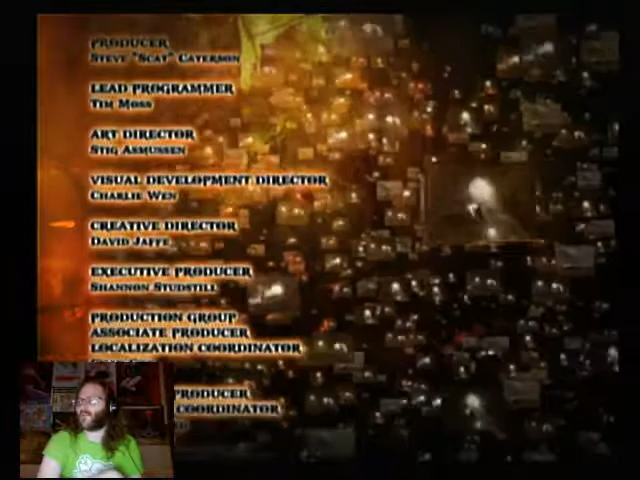 PRODUCER
STEVE "SCAT" CATERSON
LEAD PROGRAMMER
TIM MOSS
ART DIRECTOR
STIG ASMUSSEN
VISUAL DEVELOPMENT DIRECTOR
CHARLIE WEN
CREATIVE DIRECTOR
DAVID JAFFE
EXECUTIVE PRODUCER
SHANNON STUDSTILL
PRODUCTION GROUP
ASSOCIATE PRODUCER
LOCALIZATION COORDINATOR
PRODUCER
COORDINATOR